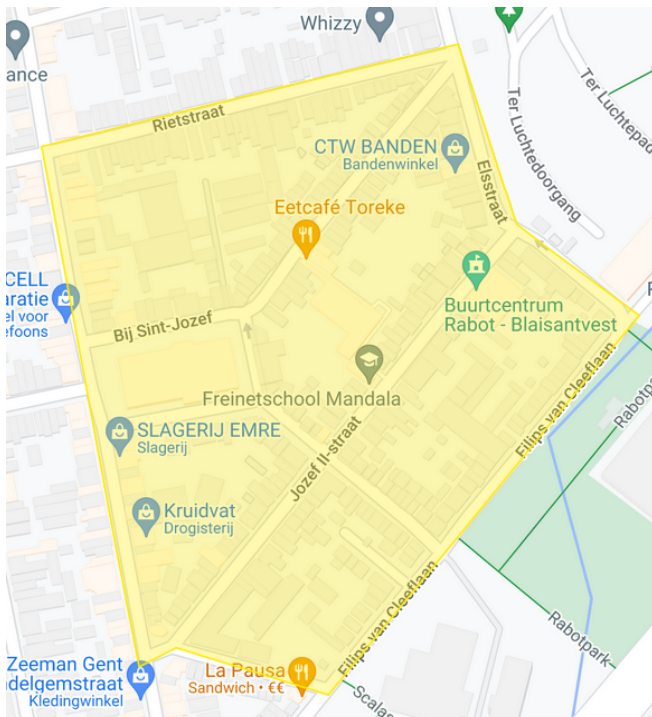 Whizzy
ance
Rietstraat
Ter Luchtedoorgang
Ter Luchtepad
CTW BANDEN
Bandenwinkel
Elsstraat
Eetcafé Toreke
CELL
aratie
el voor
efoons
Bij Sint-Jozef
Buurtcentrum
Rabot - Blaisantvest
Freinetschool Mandala
Filips van Cleeflaan
Rabotpark
SLAGERIJ EMRE
Slagerij
Jozef II-straat
Kruidvat
Drogisterij
Filips van Cleeflaan
Rabotpark
Zeeman Gent
ndelgemstraat
Kledingwinkel
La Pausa
Sandwich • €€
Scalas